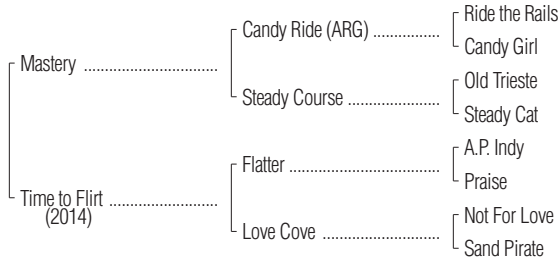 Ride the Rails
Candy Ride (ARG) ..................
Candy Girl
Mastery ....................................
Old Trieste
Steady Course .........................
Steady Cat
A.P. Indy
Flatter .......................................
Praise
Time to Flirt .............................
(2014)
Not For Love
Love Cove ...............................
Sand Pirate